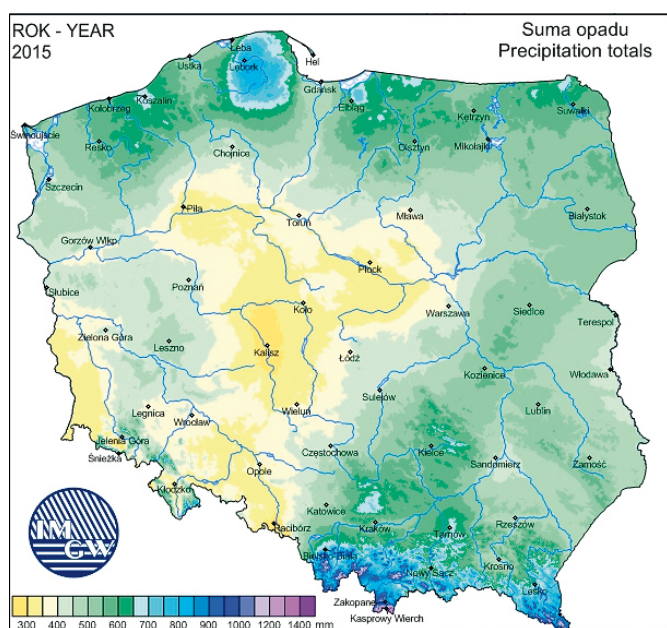 ROK - YEAR
2015
Suma opadu
Precipitation totals
Łeba
Ustka
Lębork
Hel
Gdańsk
Kołobrzeg
Koszalin
Elbląg
Kętrzyn
Suwałki
Świnoujście
Resko
Chojnice
Olsztyn
Mikołajki
Szczecin
Piła
Toruń
Mława
Białystok
Gorzów Wlkp.
Płock
Słubice
Poznań
Koło
Warszawa
Siedlce
Terespol
Zielona Góra
Leszno
Kalisz
Łódź
Kozienice
Włodawa
Sulejów
Legnica
Wrocław
Wieluń
Lublin
Jelenia Góra
Śnieżka
Opole
Częstochowa
Kielce
Sandomierz
Zamość
Kłodzko
Katowice
Racibórz
Kraków
Tarnów
Rzeszów
Bielsko Biała
Nowy Sącz
Krosno
Lesko
Zakopane
Kasprowy Wierch
IM
GW
300 400 500 600 700 800 900 1000 1200 1400 mm